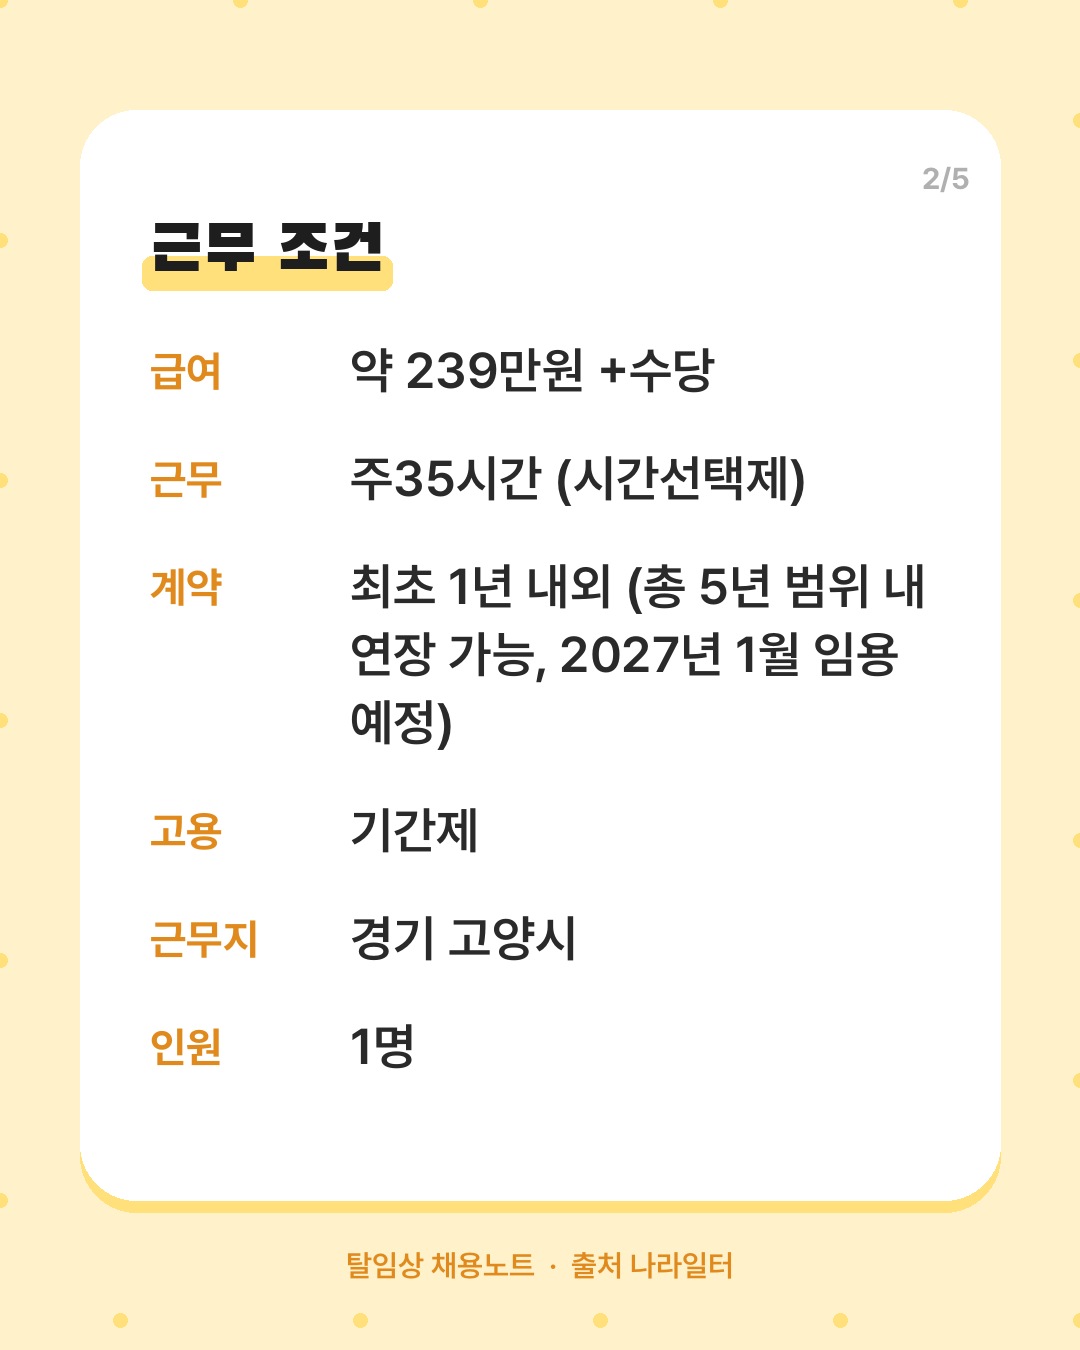 2/5
근무 조건
급여 약 239만원 +수당
근무 주35시간 (시간선택제)
계약 최초 1년 내외 (총 5년 범위 내
연장 가능, 2027년 1월 임용
예정)
고용 기간제
근무지 경기 고양시
인원 1명
탈임상 채용노트 · 출처 나라일터